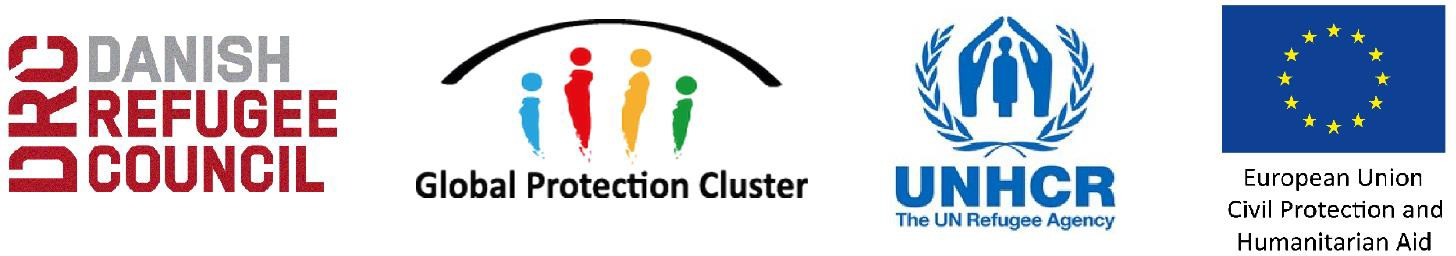 DRC
DANISH
REFUGEE
COUNCIL
Global Protection Cluster
UNHCR
The UN Refugee Agency
European Union
Civil Protection and
Humanitarian Aid